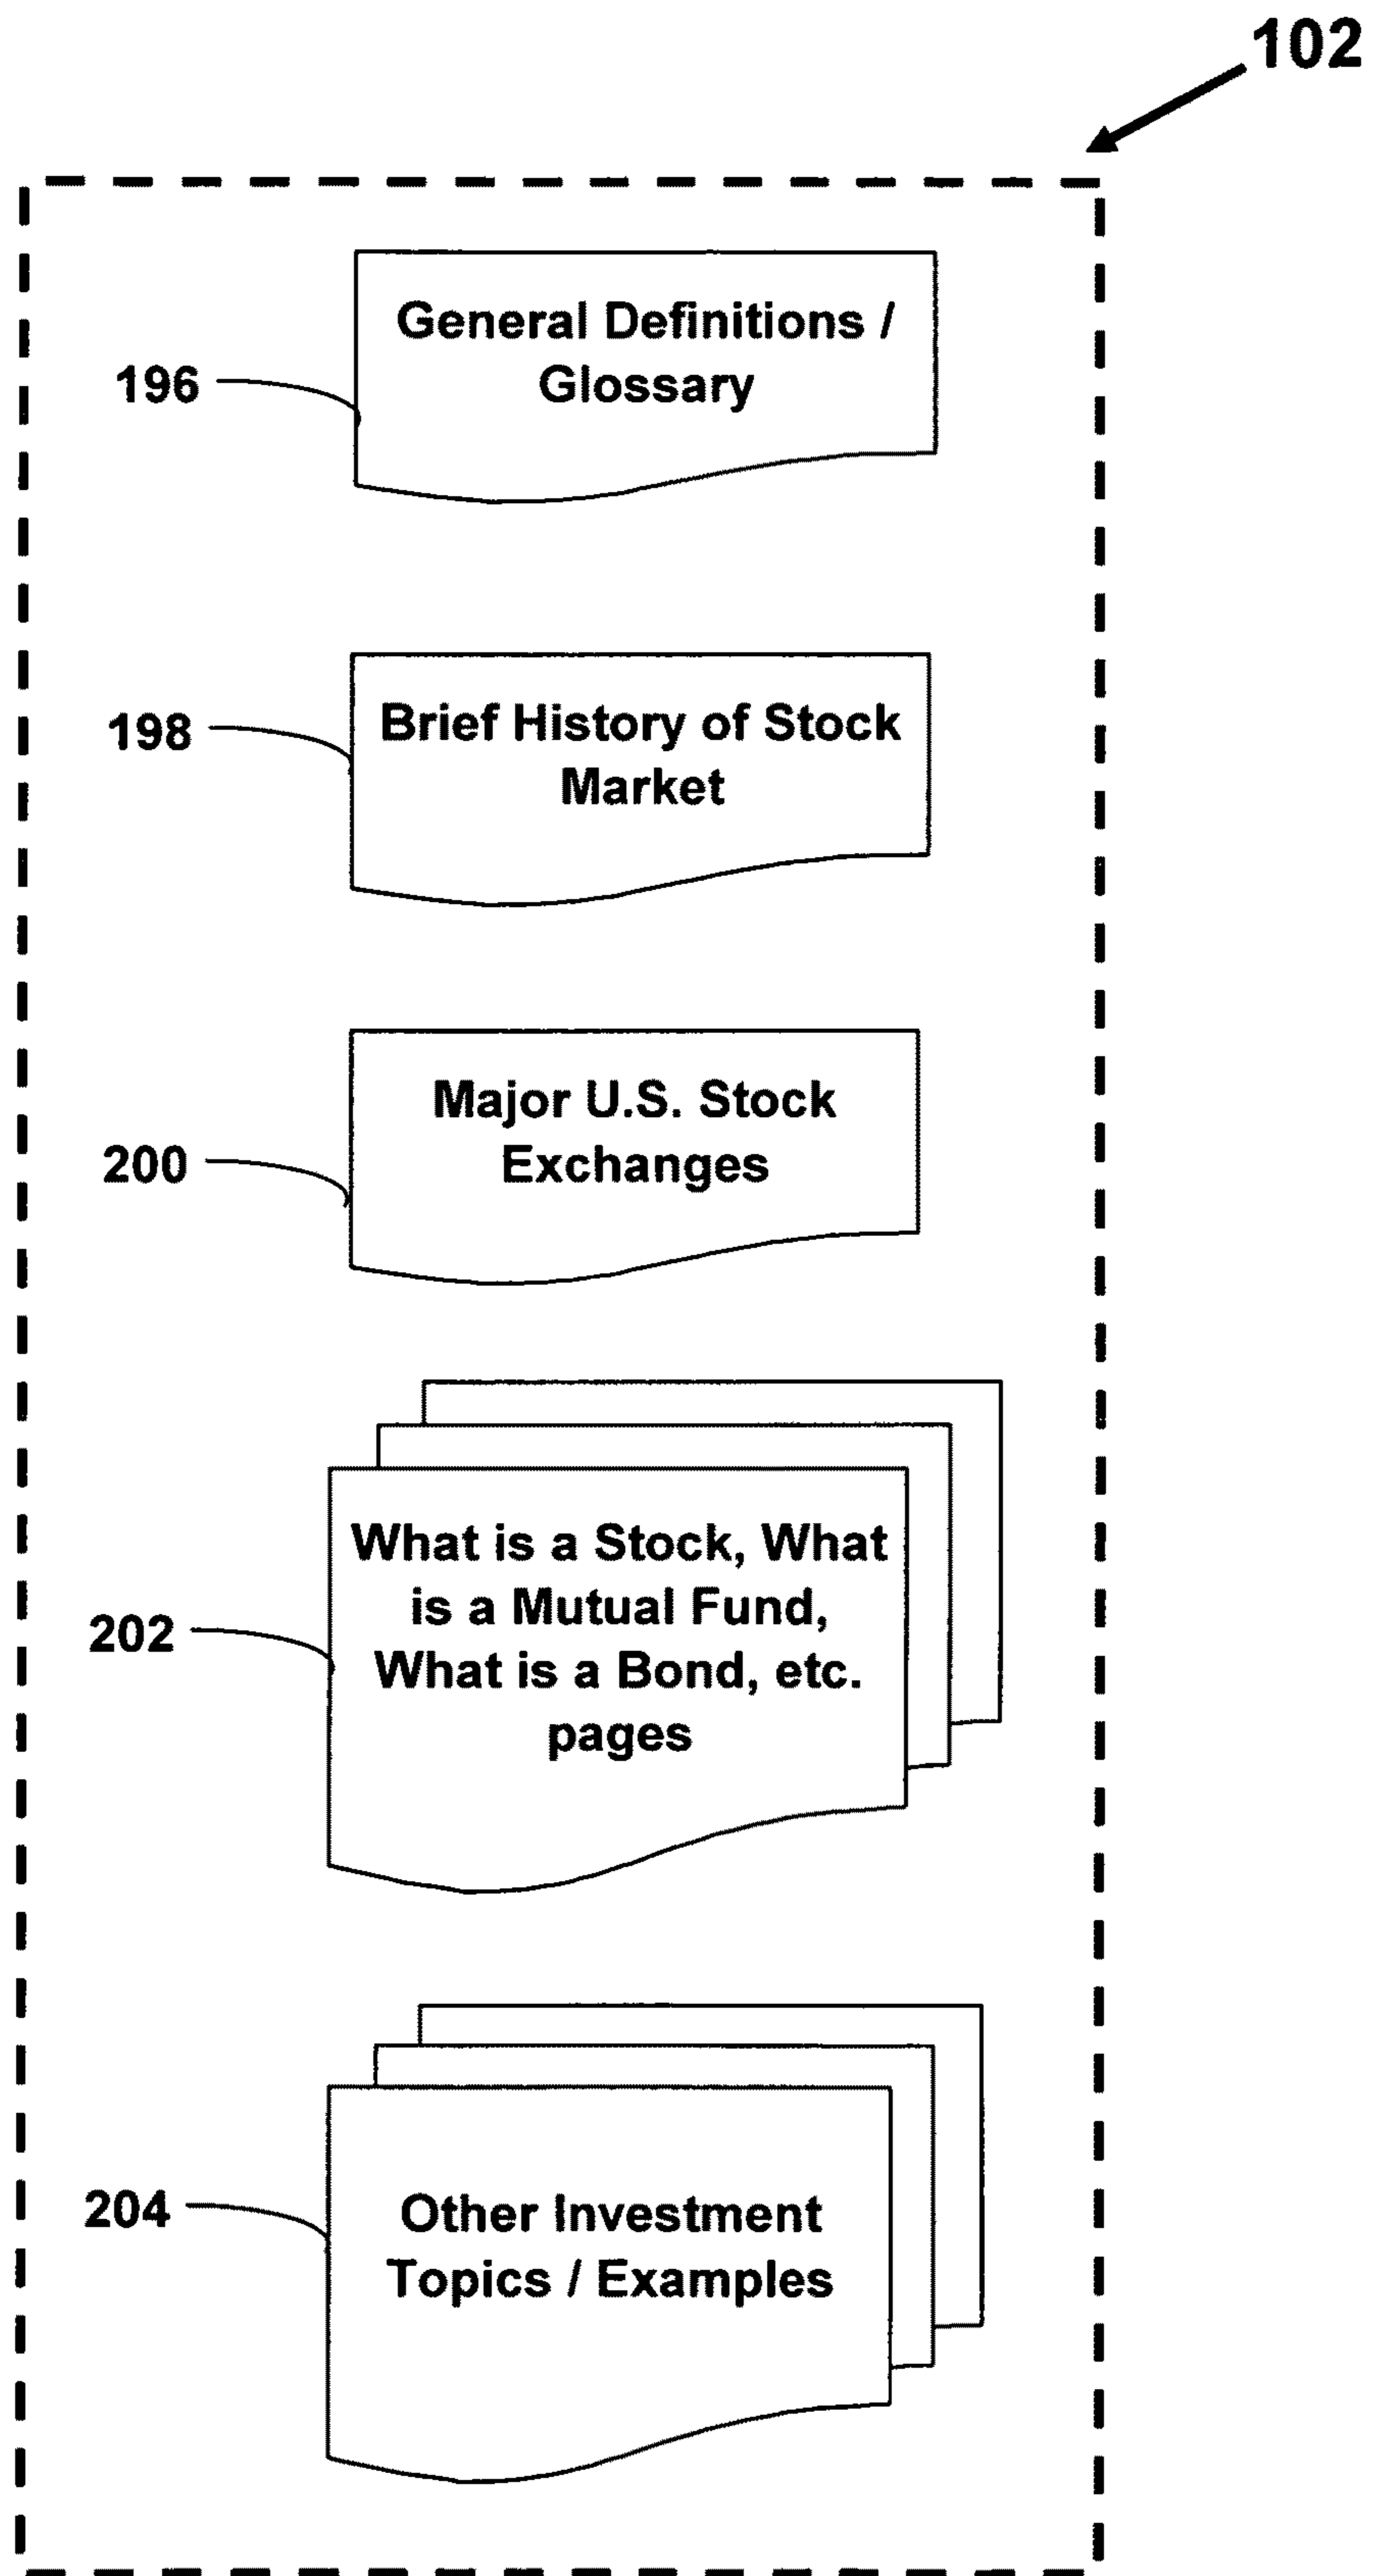 102
General Definitions /
Glossary
196
Brief History of Stock
Market
198
Major U.S. Stock
Exchanges
200
What is a Stock, What
is a Mutual Fund,
What is a Bond, etc.
pages
202
Other Investment
Topics / Examples
204